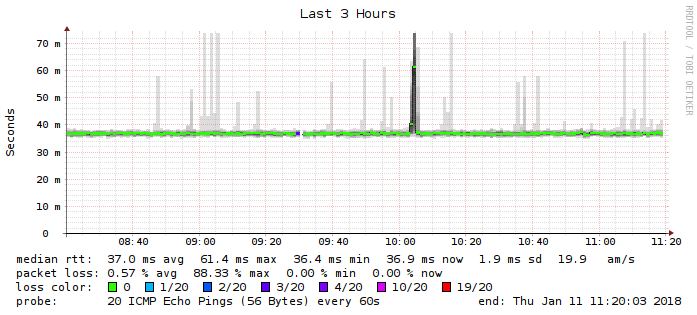 Last 3 Hours
RRDTOOL / TOBI OETIKER
Seconds
70 m
60 m
50 m
40 m
30 m
20 m
10 m
0
08:40 09:00 09:20 09:40 10:00 10:20 10:40 11:00 11:20
median rtt: 37.0 ms avg 61.4 ms max 36.4 ms min 36.9 ms now 1.9 ms sd 19.9 am/s
packet loss: 0.57 % avg 88.33 % max 0.00 % min 0.00 % now
loss color: 0 1/20 2/20 3/20 4/20 10/20 19/20
probe: 20 ICMP Echo Pings (56 Bytes) every 60s end: Thu Jan 11 11:20:03 2018